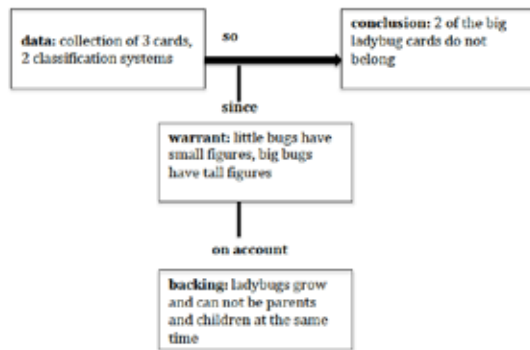 data: collection of 3 cards,
2 classification systems
so
conclusion: 2 of the big
ladybug cards do not
belong
since
warrant: little bugs have
small figures, big bugs
have tall figures
on account
backing: ladybugs grow
and can not be parents
and children at the same
time